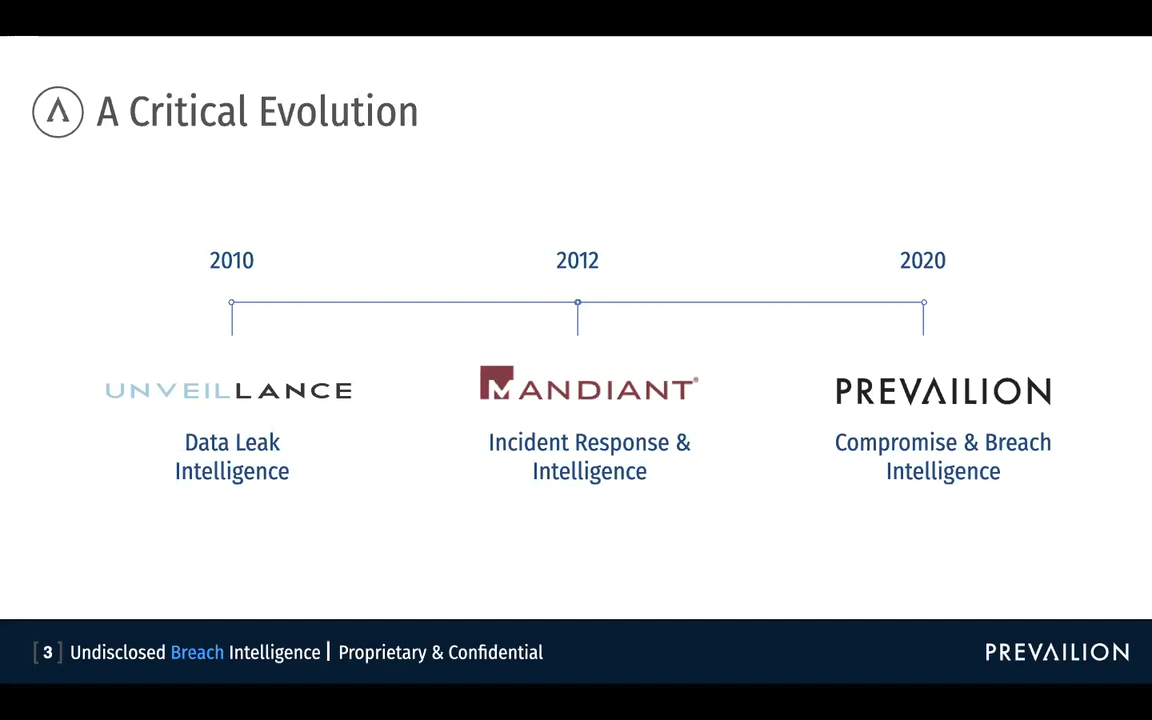 A Critical Evolution
2010
2012
2020
UNVEILLANCE
MANDIANT®
PREVAILION
Data Leak
Intelligence
Incident Response &
Intelligence
Compromise & Breach
Intelligence
[ 3 ] Undisclosed Breach Intelligence | Proprietary & Confidential
PREVAILION